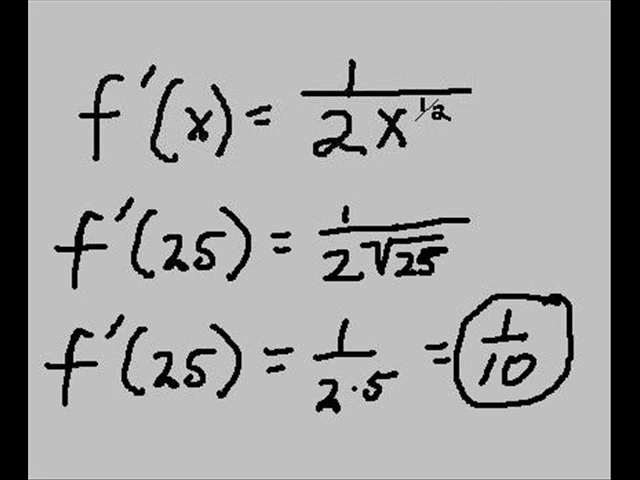 f'(x) = 1/(2x^(1/2))
f'(25) = 1/(2√25)
f'(25) = 1/(2·5) = 1/10